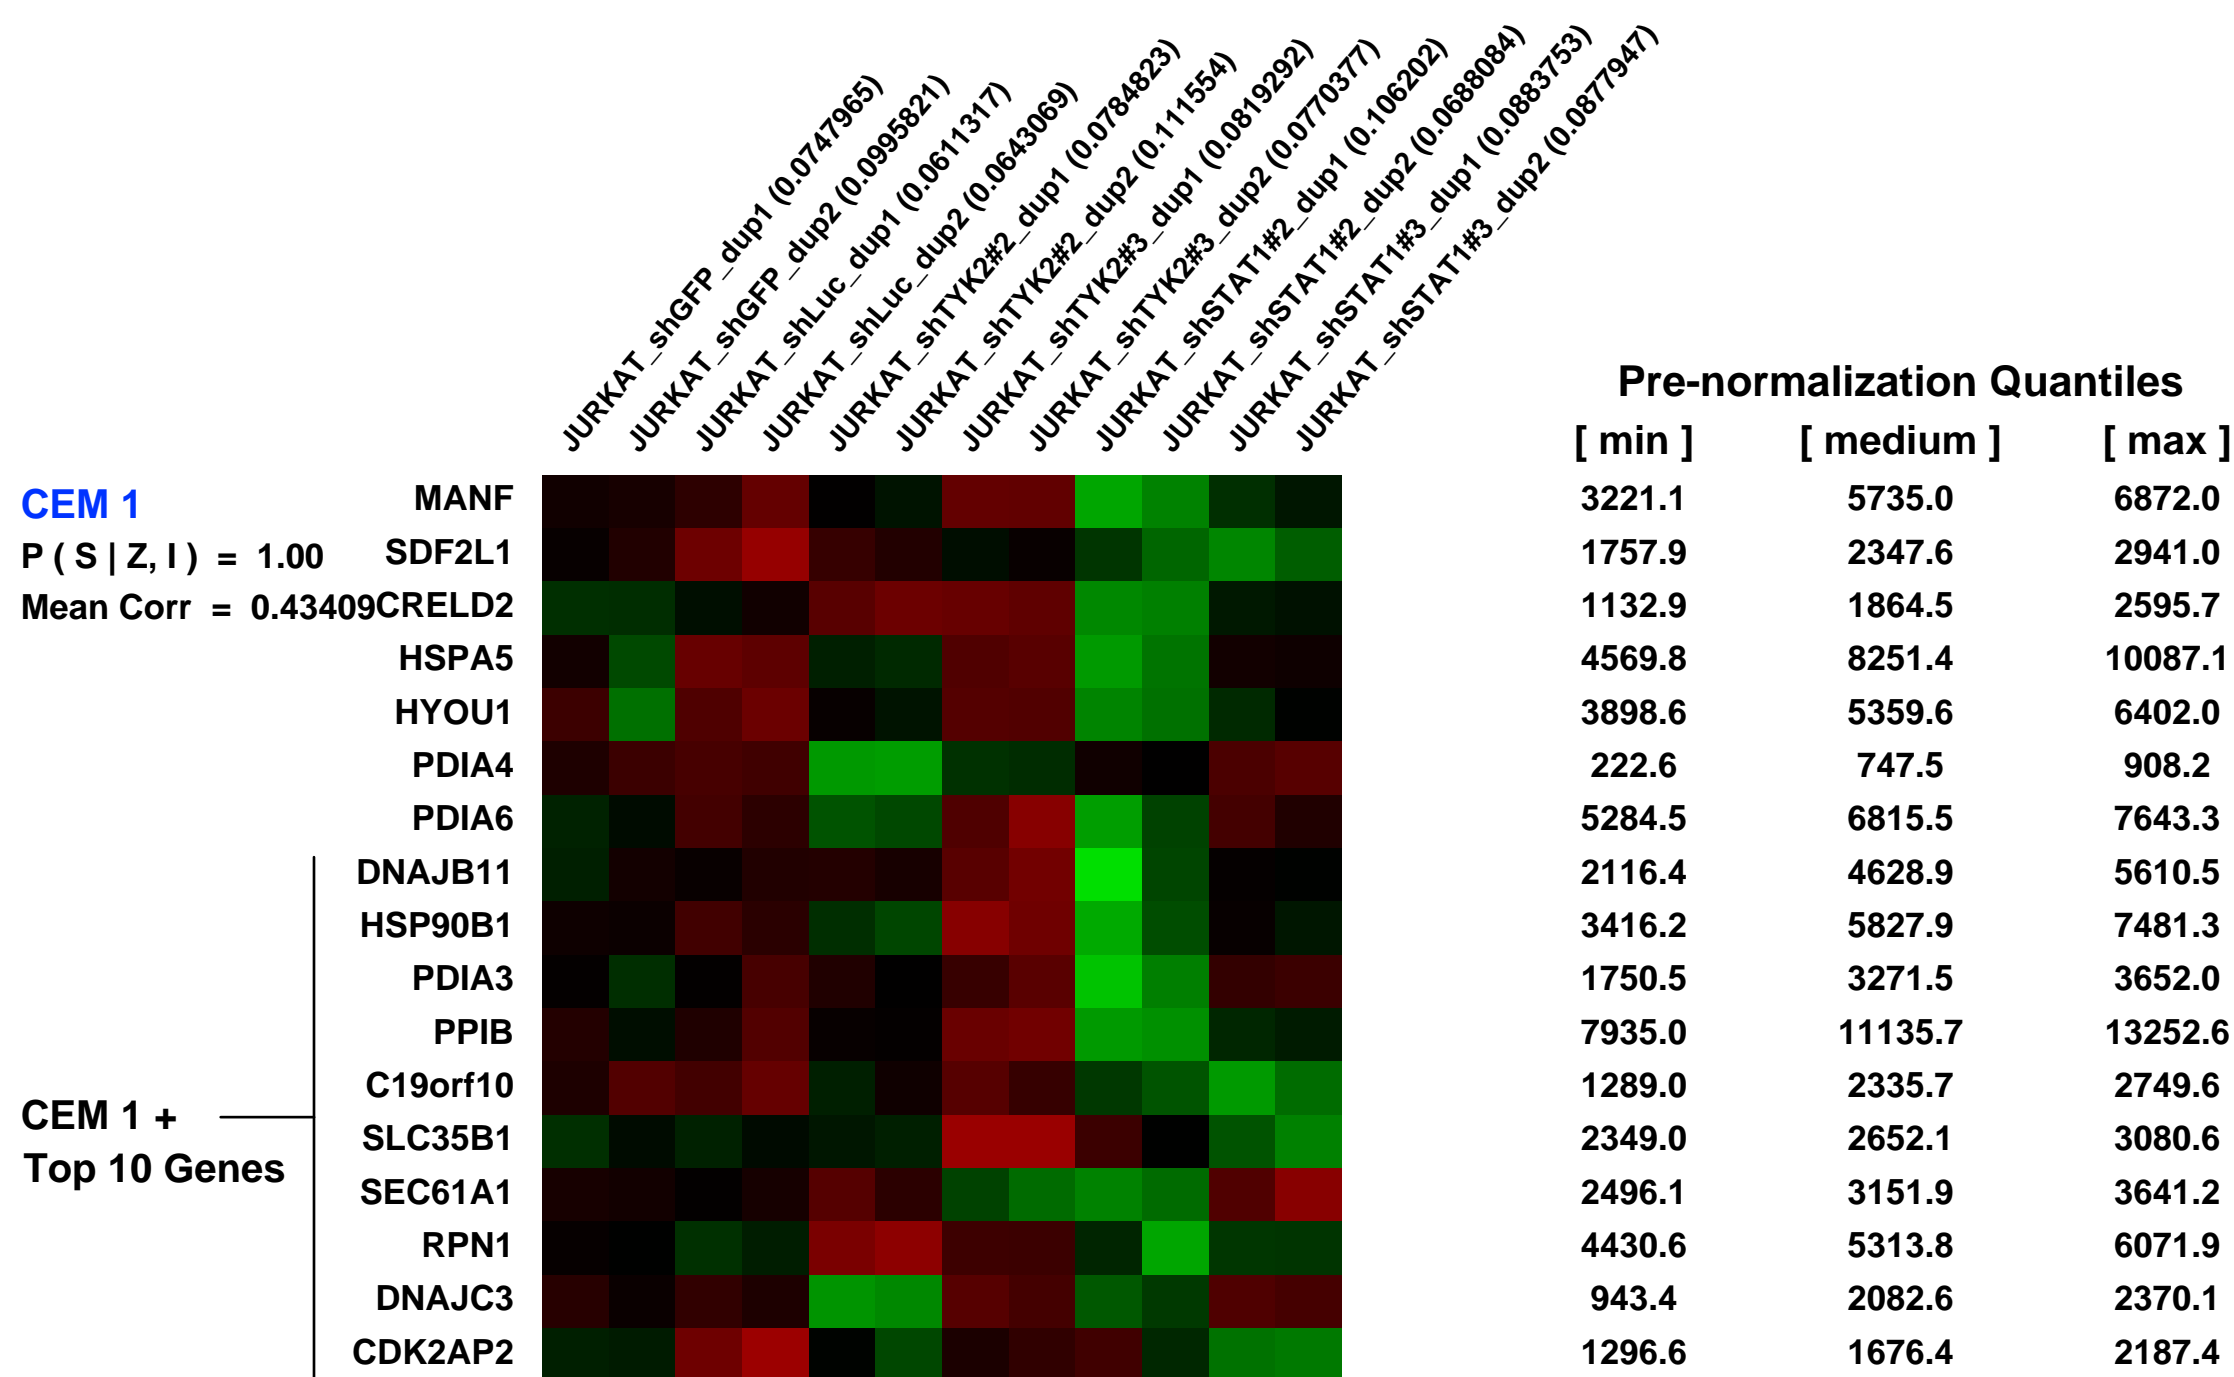 JURKAT_shGFP_dup1 (0.0747965)
JURKAT_shGFP_dup2 (0.0995821)
JURKAT_shLuc_dup1 (0.0611317)
JURKAT_shLuc_dup2 (0.0643069)
JURKAT_shTYK2#2_dup1 (0.0784823)
JURKAT_shTYK2#2_dup2 (0.111554)
JURKAT_shTYK2#3_dup1 (0.0819292)
JURKAT_shTYK2#3_dup2 (0.0770377)
JURKAT_shSTAT1#2_dup1 (0.106202)
JURKAT_shSTAT1#2_dup2 (0.0688084)
JURKAT_shSTAT1#3_dup1 (0.0883753)
JURKAT_shSTAT1#3_dup2 (0.0877947)
Pre-normalization Quantiles
[ min ] [ medium ] [ max ]
CEM 1 MANF 3221.1 5735.0 6872.0
P ( S | Z, I ) = 1.00 SDF2L1 1757.9 2347.6 2941.0
Mean Corr = 0.43409 CRELD2 1132.9 1864.5 2595.7
HSPA5 4569.8 8251.4 10087.1
HYOU1 3898.6 5359.6 6402.0
PDIA4 222.6 747.5 908.2
PDIA6 5284.5 6815.5 7643.3
DNAJB11 2116.4 4628.9 5610.5
HSP90B1 3416.2 5827.9 7481.3
PDIA3 1750.5 3271.5 3652.0
PPIB 7935.0 11135.7 13252.6
C19orf10 1289.0 2335.7 2749.6
CEM 1 + SLC35B1 2349.0 2652.1 3080.6
Top 10 Genes SEC61A1 2496.1 3151.9 3641.2
RPN1 4430.6 5313.8 6071.9
DNAJC3 943.4 2082.6 2370.1
CDK2AP2 1296.6 1676.4 2187.4